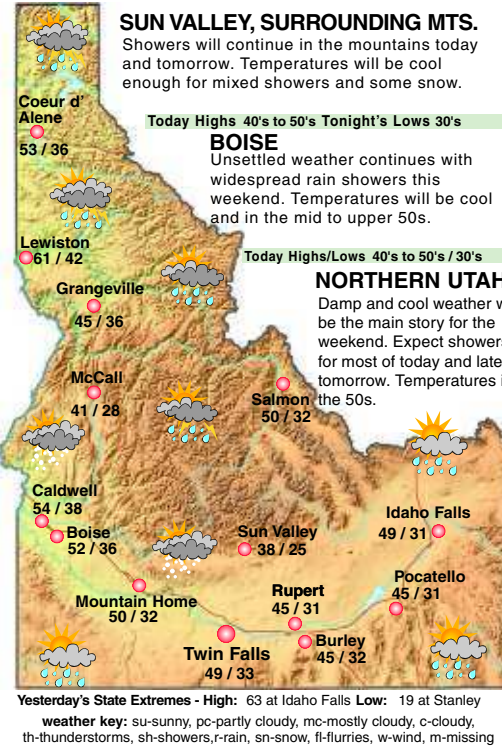 SUN VALLEY, SURROUNDING MTS.
Showers will continue in the mountains today
and tomorrow. Temperatures will be cool
enough for mixed showers and some snow.
Today Highs 40's to 50's Tonight's Lows 30's
BOISE
Unsettled weather continues with
widespread rain showers this
weekend. Temperatures will be cool
and in the mid to upper 50s.
Today Highs/Lows 40's to 50's / 30's
NORTHERN UTAH
Damp and cool weather w
be the main story for the
weekend. Expect showers
for most of today and late
tomorrow. Temperatures i
the 50s.
Coeur d'
Alene
53 / 36
Lewiston
61 / 42
Grangeville
45 / 36
McCall
41 / 28
Salmon
50 / 32
Caldwell
54 / 38
Boise
52 / 36
Sun Valley
38 / 25
Idaho Falls
49 / 31
Mountain Home
50 / 32
Rupert
45 / 31
Pocatello
45 / 31
Twin Falls
49 / 33
Burley
45 / 32
Yesterday's State Extremes - High: 63 at Idaho Falls Low: 19 at Stanley
weather key: su-sunny, pc-partly cloudy, mc-mostly cloudy, c-cloudy,
th-thunderstorms, sh-showers,r-rain, sn-snow, fl-flurries, w-wind, m-missing